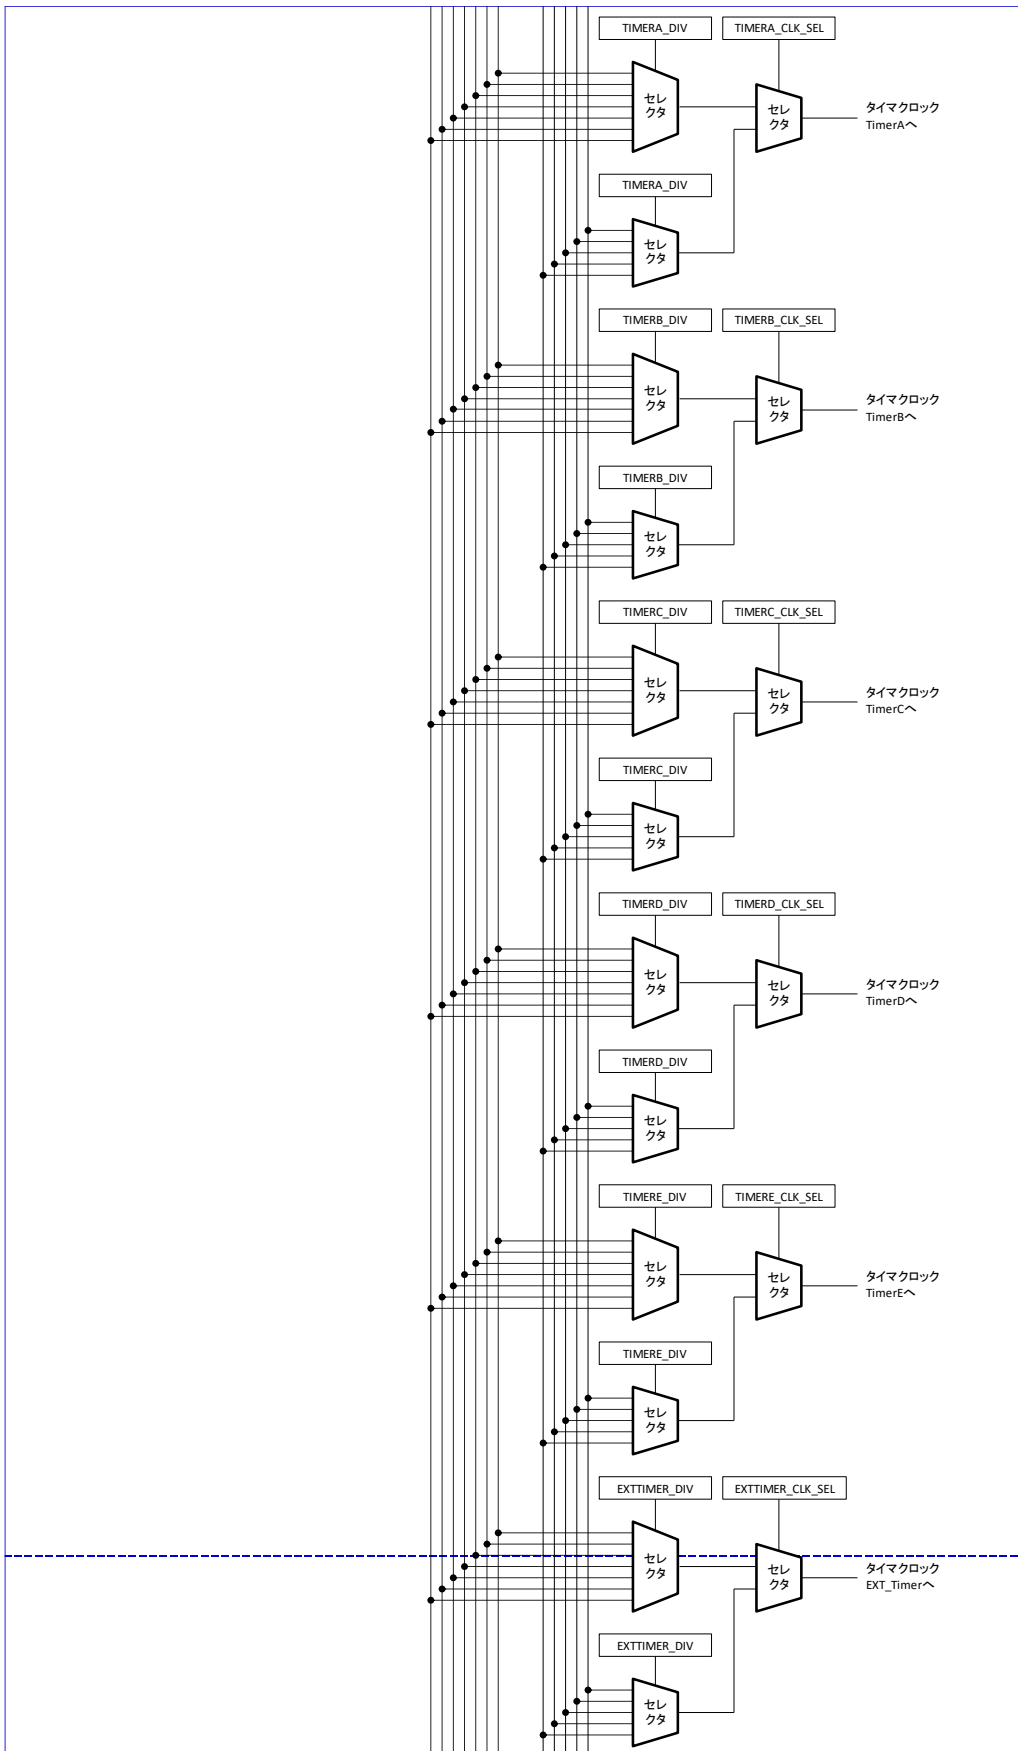 TIMERA_DIV
TIMERA_CLK_SEL
セレ
クタ
セレ
クタ
タイマクロック
TimerAへ
TIMERA_DIV
セレ
クタ
TIMERB_DIV
TIMERB_CLK_SEL
セレ
クタ
セレ
クタ
タイマクロック
TimerBへ
TIMERB_DIV
セレ
クタ
TIMERC_DIV
TIMERC_CLK_SEL
セレ
クタ
セレ
クタ
タイマクロック
TimerCへ
TIMERC_DIV
セレ
クタ
TIMERD_DIV
TIMERD_CLK_SEL
セレ
クタ
セレ
クタ
タイマクロック
TimerDへ
TIMERD_DIV
セレ
クタ
TIMERE_DIV
TIMERE_CLK_SEL
セレ
クタ
セレ
クタ
タイマクロック
TimerEへ
TIMERE_DIV
セレ
クタ
EXTTIMER_DIV
EXTTIMER_CLK_SEL
セレ
クタ
セレ
クタ
タイマクロック
EXT_Timerへ
EXTTIMER_DIV
セレ
クタ